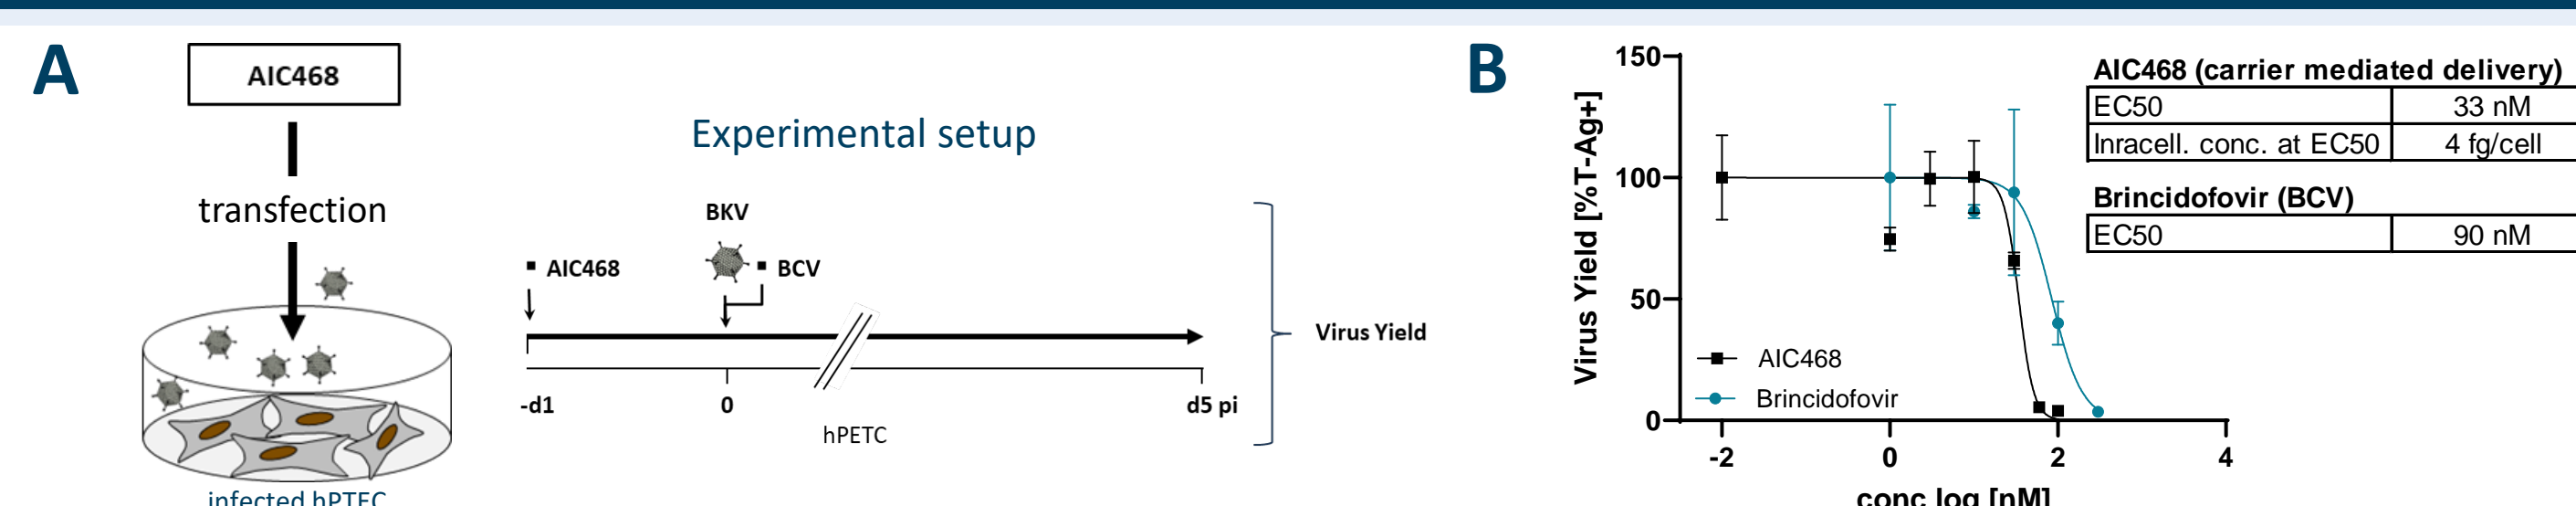 A
AIC468
transfection
infected hPTEC
Experimental setup
BKV
AIC468
BCV
-d1
0
d5 pi
hPETC
Virus Yield
B
Virus Yield [%T-Ag+]
150
100
50
0
-2
0
2
4
conc log [nM]
AIC468
Brincidofovir
AIC468 (carrier mediated delivery)
EC50 33 nM
Inracell. conc. at EC50 4 fg/cell
Brincidofovir (BCV)
EC50 90 nM